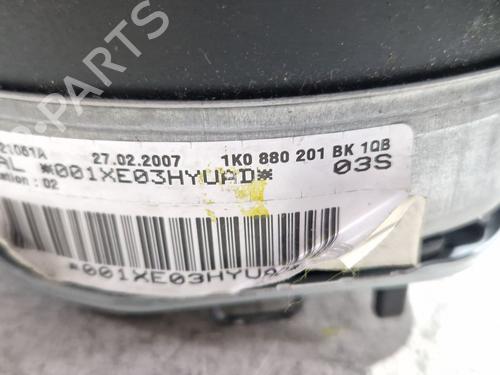 21061A 27.02.2007 1K0 880 201 BK 1QB
AL *001XE03HYUAD* 03S
ation : 02
*001XE03HYUA
B-PARTS